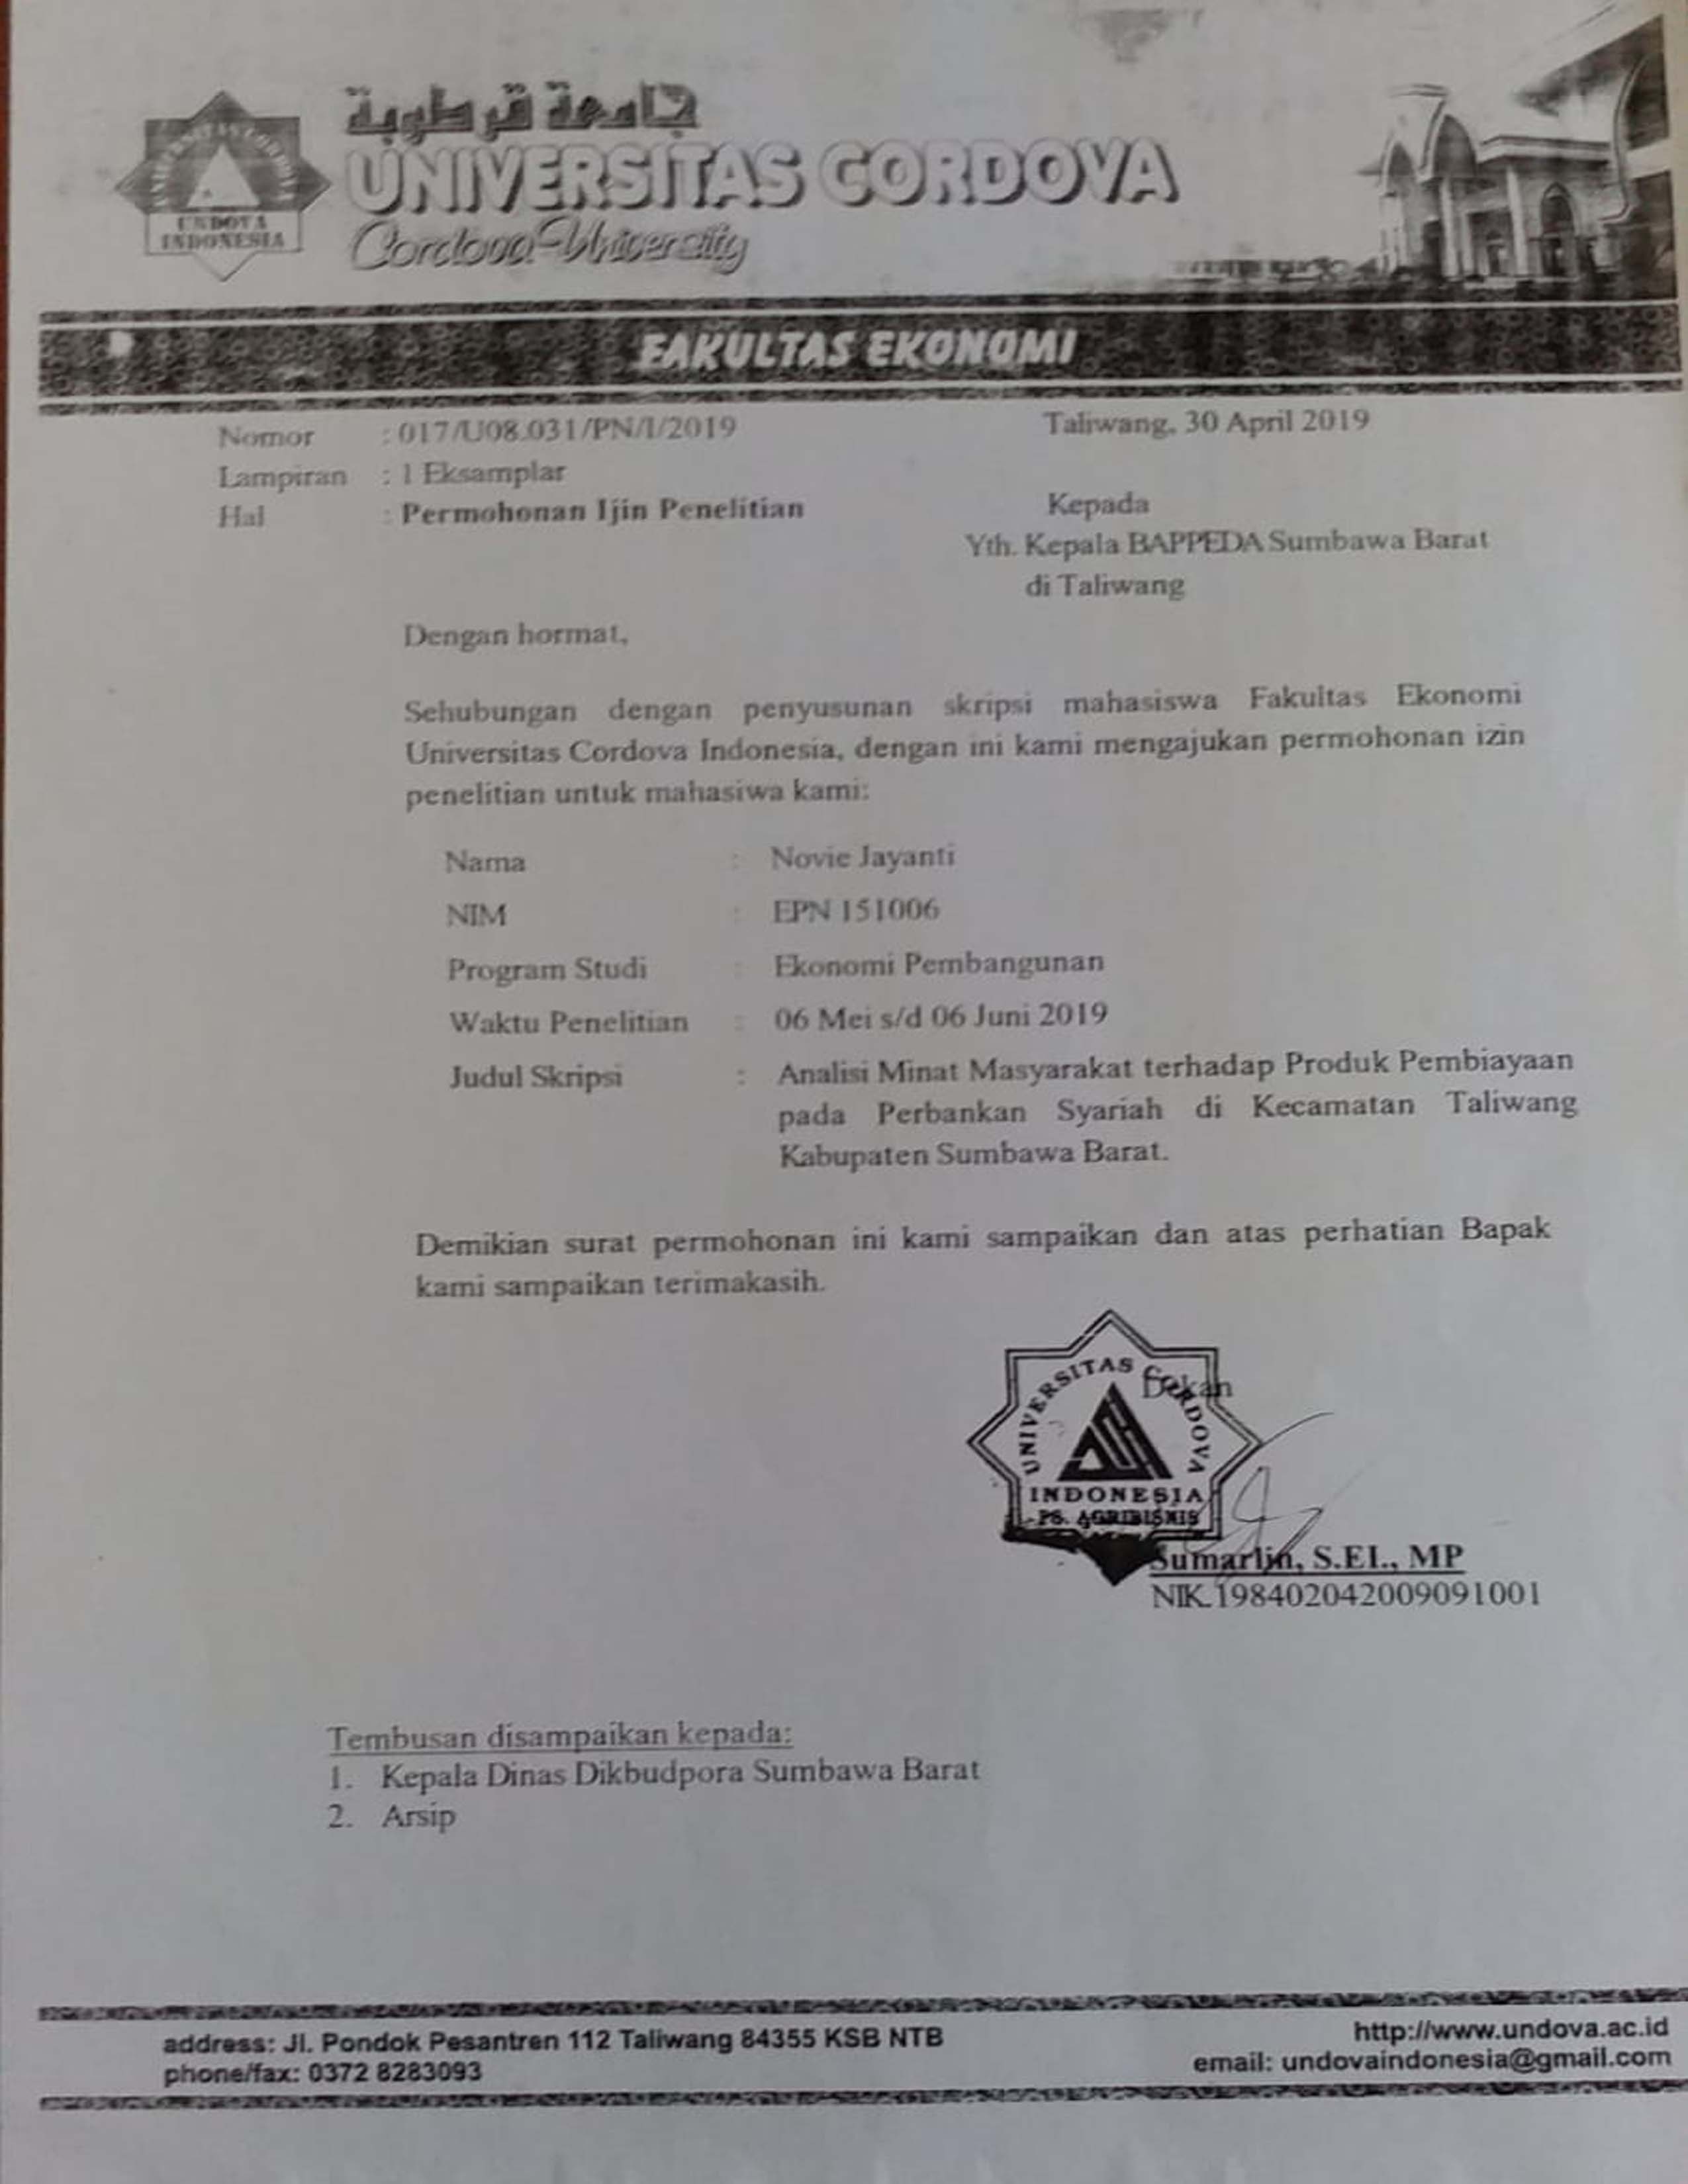 جامعة قرطوبة
UNIVERSITAS CORDOVA
Cordova University
UNIVERSITAS CORDOVA
UNDOVA
INDONESIA
FAKULTAS EKONOMI
Nomor : 017/U08.031/PN/I/2019
Taliwang, 30 April 2019
Lampiran : 1 Eksamplar
Hal : Permohonan Ijin Penelitian
Kepada
Yth. Kepala BAPPEDA Sumbawa Barat
di Taliwang
Dengan hormat,
Sehubungan dengan penyusunan skripsi mahasiswa Fakultas Ekonomi
Universitas Cordova Indonesia, dengan ini kami mengajukan permohonan izin
penelitian untuk mahasiwa kami:
Nama : Novie Jayanti
NIM : EPN 151006
Program Studi : Ekonomi Pembangunan
Waktu Penelitian : 06 Mei s/d 06 Juni 2019
Judul Skripsi : Analisi Minat Masyarakat terhadap Produk Pembiayaan
pada Perbankan Syariah di Kecamatan Taliwang
Kabupaten Sumbawa Barat.
Demikian surat permohonan ini kami sampaikan dan atas perhatian Bapak
kami sampaikan terimakasih.
Dekan
UNIVERSITAS CORDOVA
INDONESIA
PS. AGRIBISNIS
Sumarlin, S.EI., MP
NIK.198402042009091001
Tembusan disampaikan kepada:
1. Kepala Dinas Dikbudpora Sumbawa Barat
2. Arsip
address: Jl. Pondok Pesantren 112 Taliwang 84355 KSB NTB
phone/fax: 0372 8283093
http://www.undova.ac.id
email: undovaindonesia@gmail.com